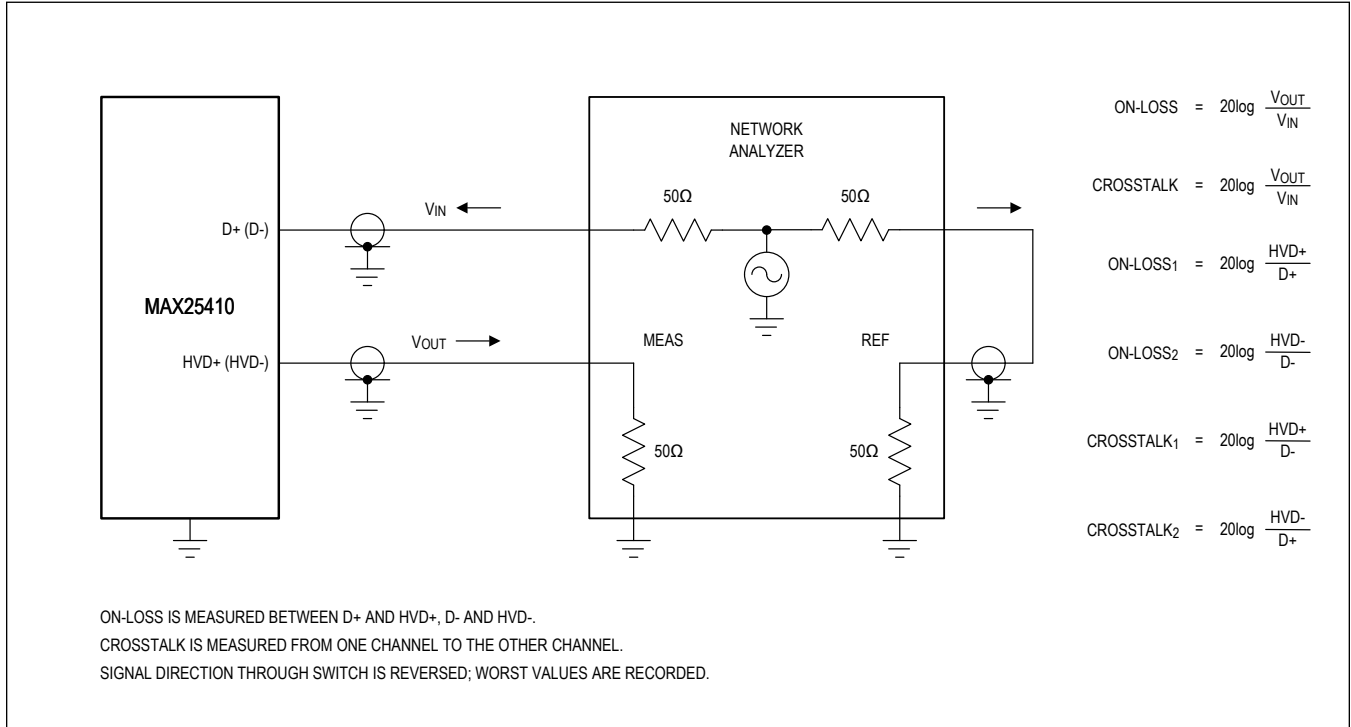 NETWORK
ANALYZER
50Ω
50Ω
VIN
D+ (D-)
MAX25410
VOUT
HVD+ (HVD-)
MEAS
REF
50Ω
50Ω
ON-LOSS = 20log VOUT
VIN
CROSSTALK = 20log VOUT
VIN
ON-LOSS1 = 20log HVD+
D+
ON-LOSS2 = 20log HVD-
D-
CROSSTALK1 = 20log HVD+
D-
CROSSTALK2 = 20log HVD-
D+
ON-LOSS IS MEASURED BETWEEN D+ AND HVD+, D- AND HVD-.
CROSSTALK IS MEASURED FROM ONE CHANNEL TO THE OTHER CHANNEL.
SIGNAL DIRECTION THROUGH SWITCH IS REVERSED; WORST VALUES ARE RECORDED.